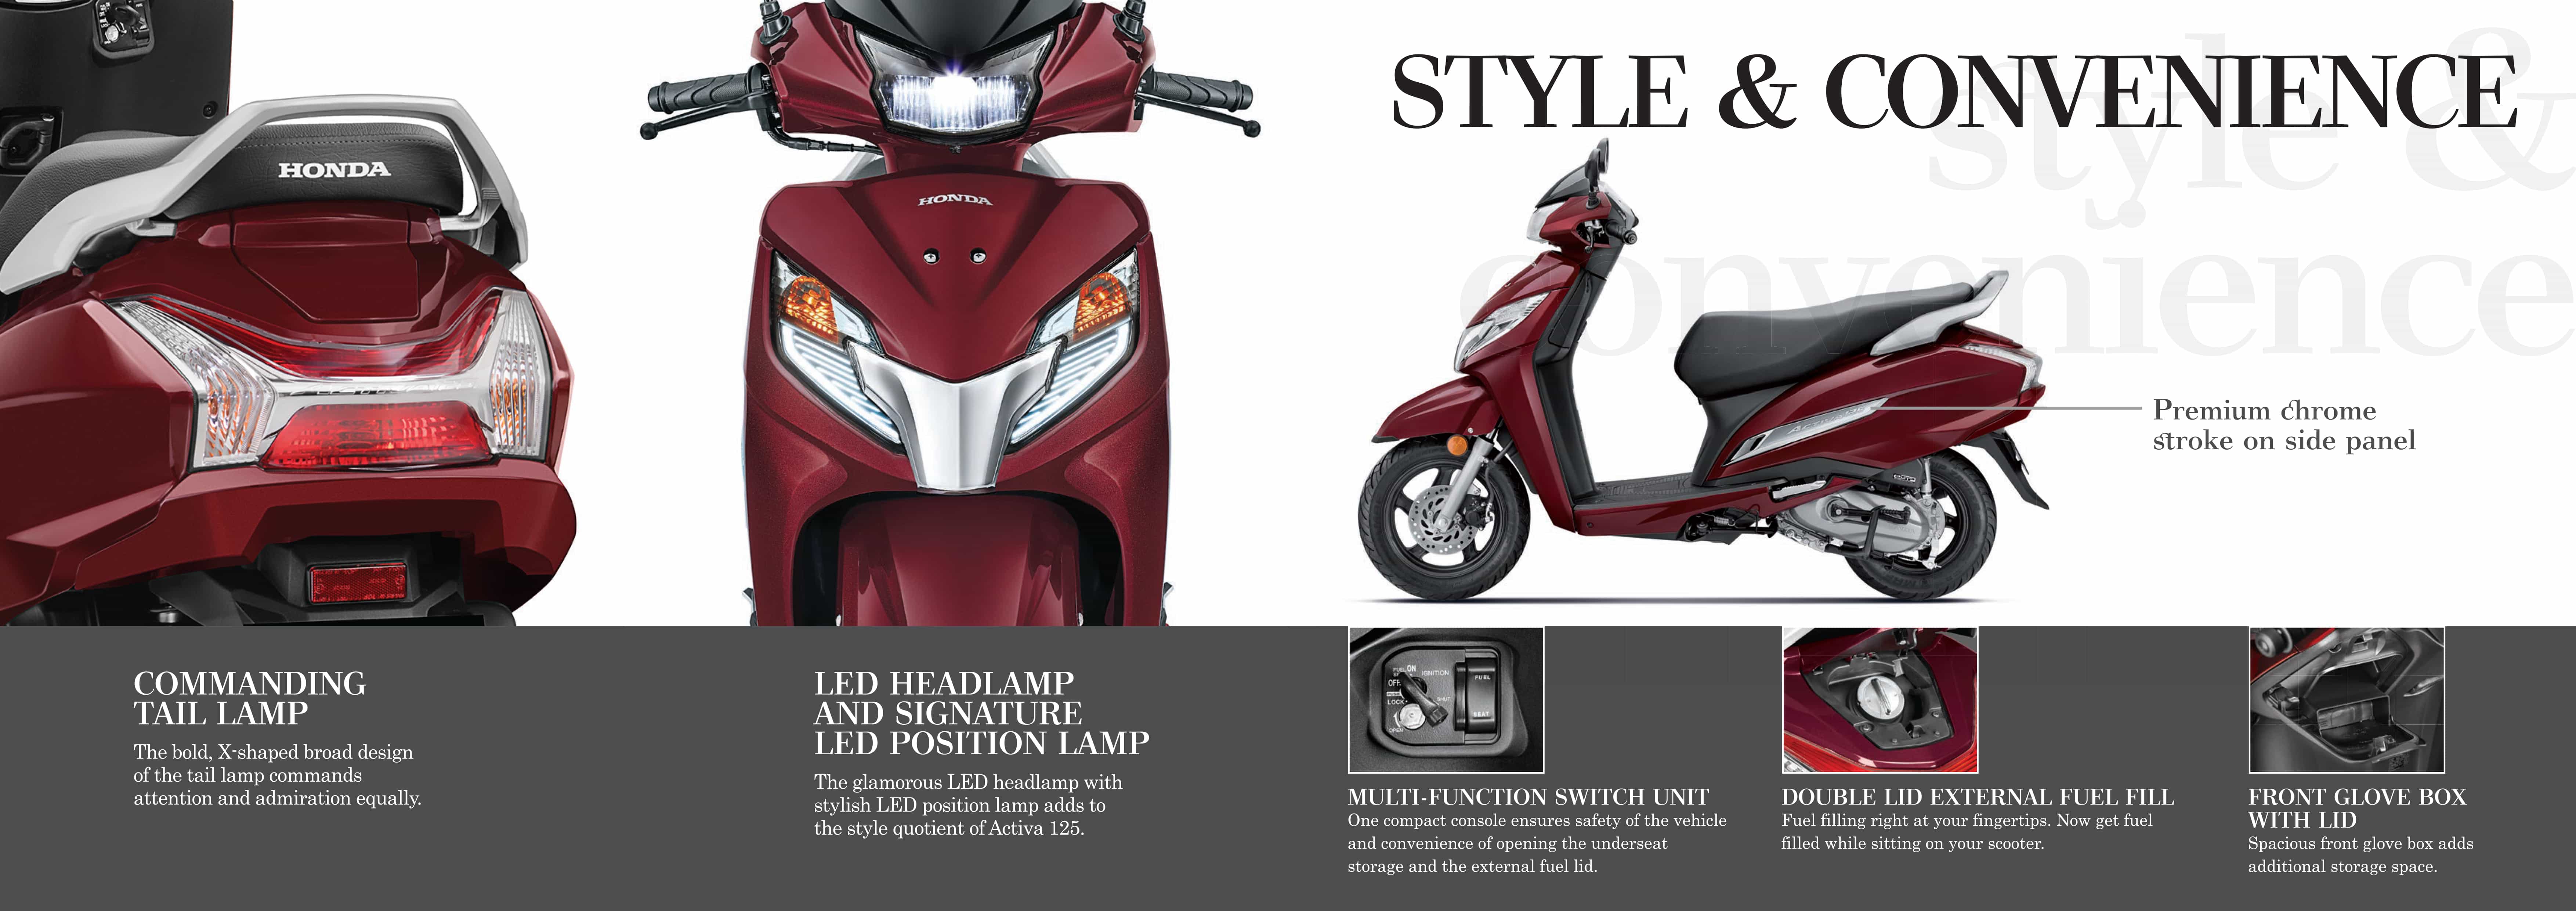 STYLE & CONVENIENCE
style &
convenience
HONDA
HONDA
Premium chrome
stroke on side panel
COMMANDING
TAIL LAMP
The bold, X-shaped broad design
of the tail lamp commands
attention and admiration equally.
LED HEADLAMP
AND SIGNATURE
LED POSITION LAMP
The glamorous LED headlamp with
stylish LED position lamp adds to
the style quotient of Activa 125.
FUEL
ON
IGNITION
OFF
PUSH
LOCK
SHUT
OPEN
FUEL
SEAT
MULTI-FUNCTION SWITCH UNIT
One compact console ensures safety of the vehicle
and convenience of opening the underseat
storage and the external fuel lid.
DOUBLE LID EXTERNAL FUEL FILL
Fuel filling right at your fingertips. Now get fuel
filled while sitting on your scooter.
FRONT GLOVE BOX
WITH LID
Spacious front glove box adds
additional storage space.